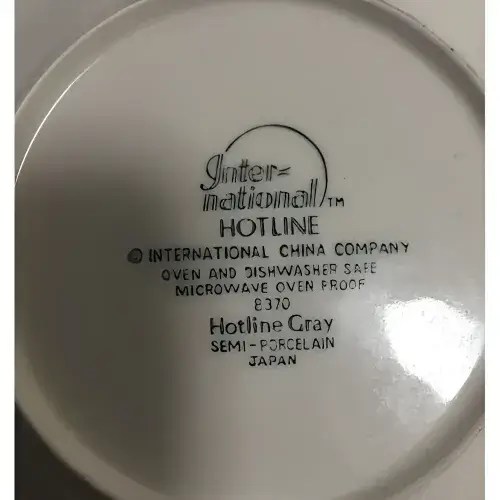 Inter-
national TM
HOTLINE
© INTERNATIONAL CHINA COMPANY
OVEN AND DISHWASHER SAFE
MICROWAVE OVEN PROOF
8370
Hotline Gray
SEMI-PORCELAIN
JAPAN